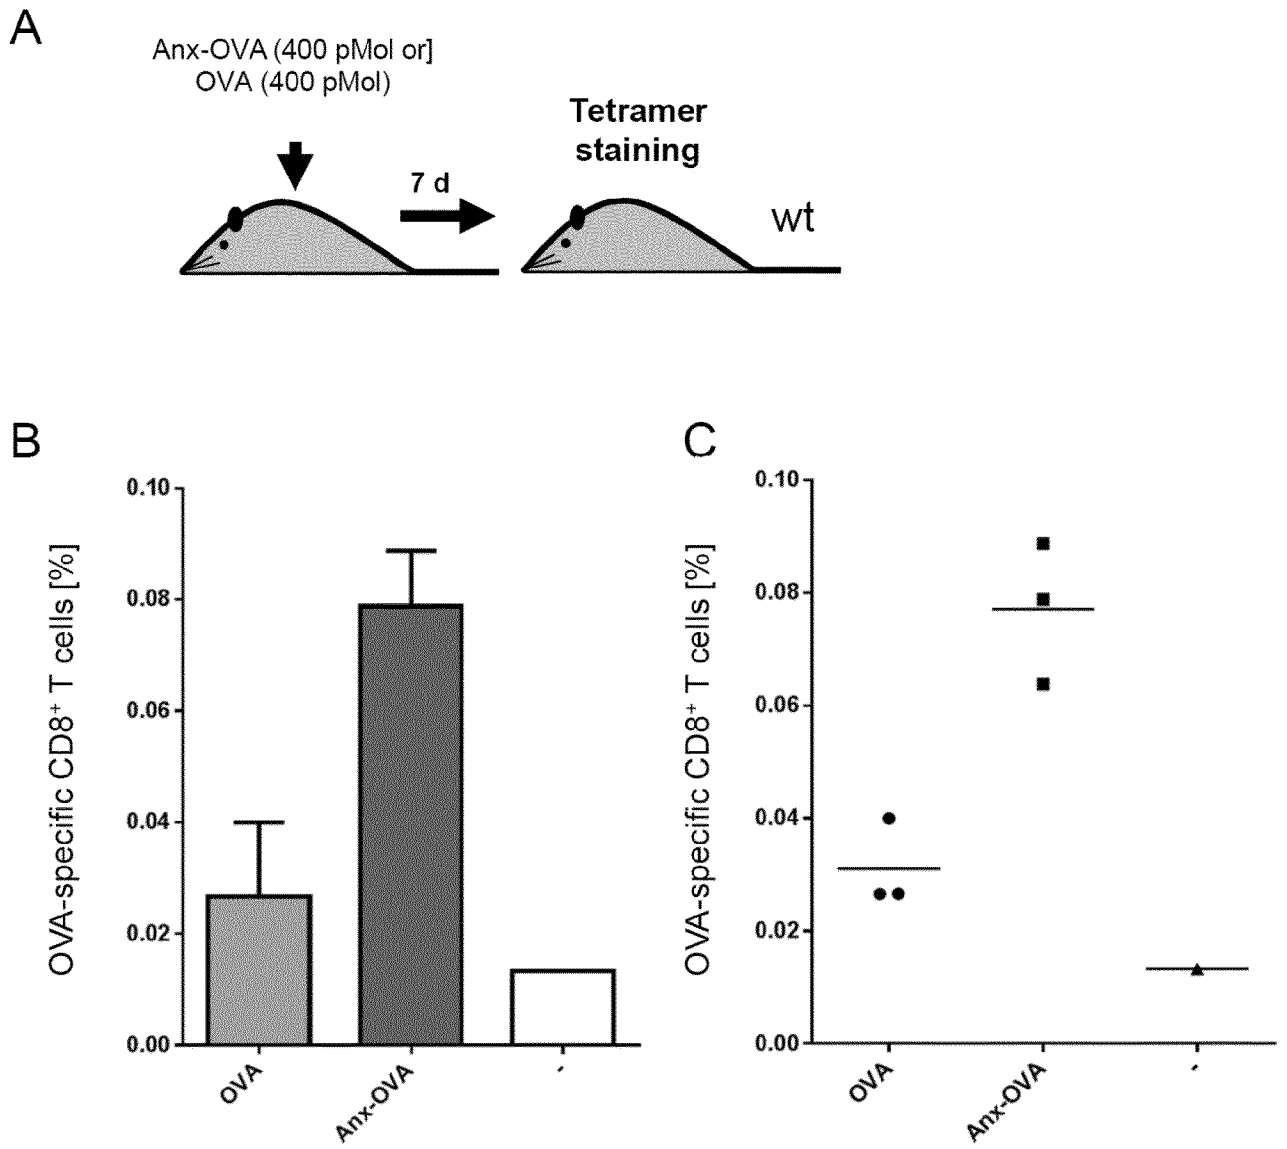 A
Anx-OVA (400 pMol or]
OVA (400 pMol)
Tetramer
staining
7 d
wt
B
OVA-specific CD8⁺ T cells [%]
0.10
0.08
0.06
0.04
0.02
0.00
OVA
Anx-OVA
-
C
OVA-specific CD8⁺ T cells [%]
0.10
0.08
0.06
0.04
0.02
0.00
OVA
Anx-OVA
-